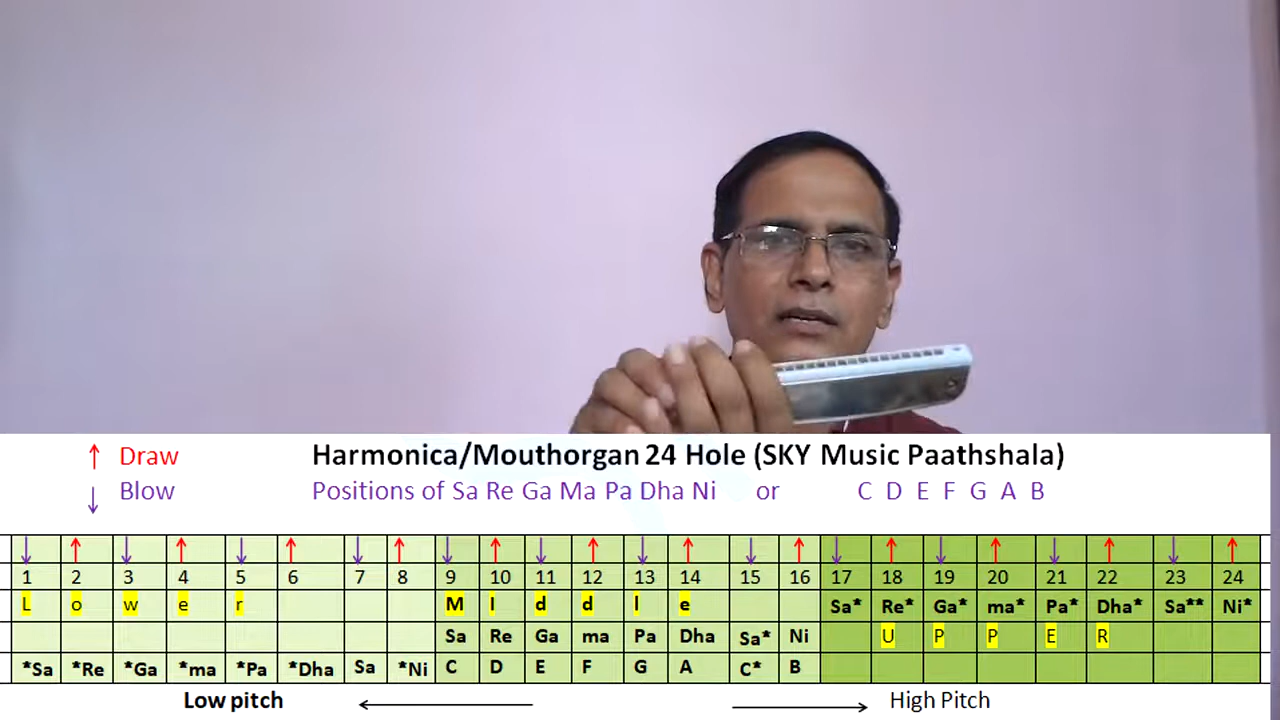 ↑ Draw Harmonica/Mouthorgan 24 Hole (SKY Music Paathshala)
↓ Blow Positions of Sa Re Ga Ma Pa Dha Ni or C D E F G A B
↓ ↑ ↓ ↑ ↓ ↑ ↓ ↑ ↓ ↑ ↓ ↑ ↓ ↑ ↓ ↑ ↓ ↑ ↓ ↑ ↓ ↑ ↓ ↑
1 2 3 4 5 6 7 8 9 10 11 12 13 14 15 16 17 18 19 20 21 22 23 24
L o w e r M I d d l e Sa* Re* Ga* ma* Pa* Dha* Sa** Ni*
Sa Re Ga ma Pa Dha Sa* Ni U P P E R
*Sa *Re *Ga *ma *Pa *Dha Sa *Ni C D E F G A C* B
Low pitch ← → High Pitch